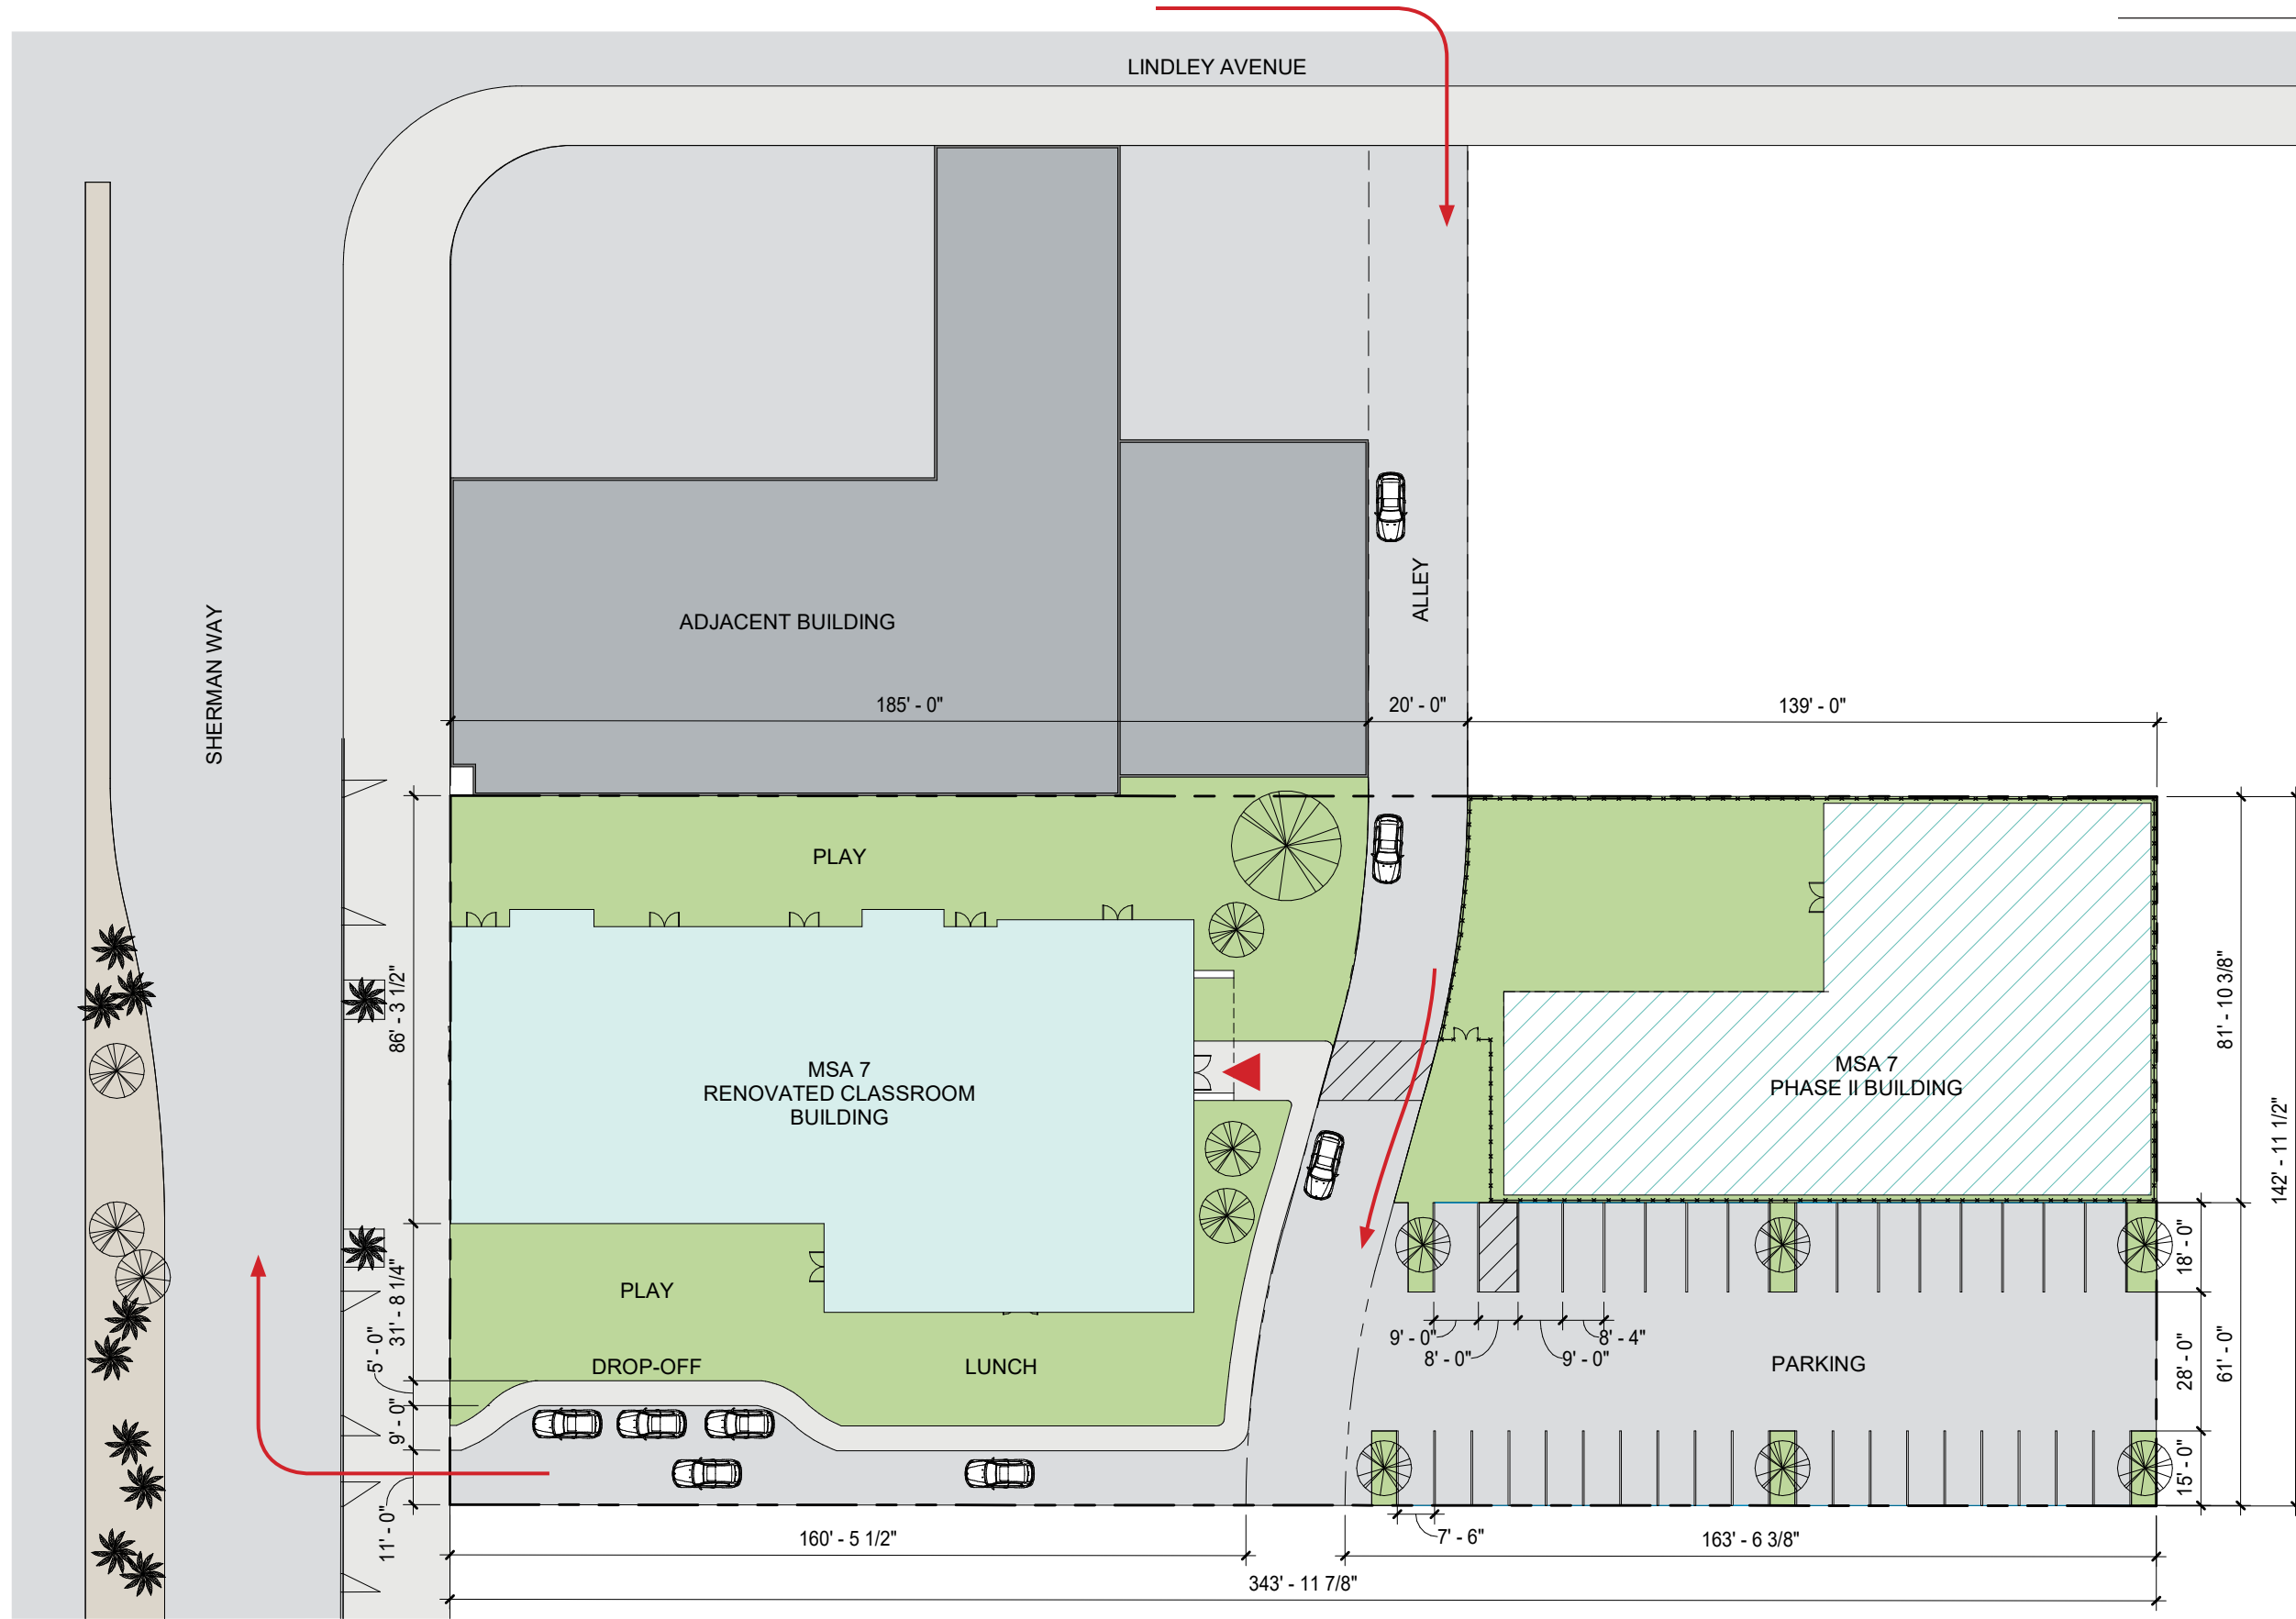 LINDLEY AVENUE
SHERMAN WAY
ADJACENT BUILDING
ALLEY
185' - 0"
20' - 0"
139' - 0"
PLAY
86' - 3 1/2"
MSA 7
RENOVATED CLASSROOM
BUILDING
MSA 7
PHASE II BUILDING
81' - 10 3/8"
142' - 11 1/2"
PLAY
31' - 8 1/4"
5' - 0"
9' - 0"
11' - 0"
DROP-OFF
LUNCH
9' - 0"
8' - 0"
9' - 0"
8' - 4"
PARKING
18' - 0"
28' - 0"
61' - 0"
15' - 0"
7' - 6"
160' - 5 1/2"
163' - 6 3/8"
343' - 11 7/8"